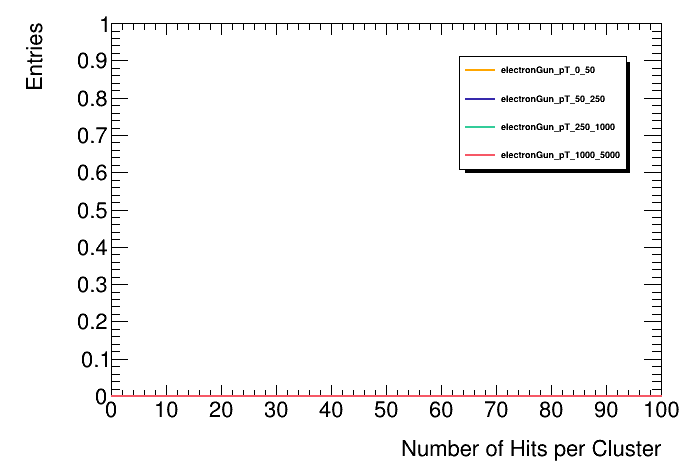 Entries
1
0.9
0.8
0.7
0.6
0.5
0.4
0.3
0.2
0.1
0
electronGun_pT_0_50
electronGun_pT_50_250
electronGun_pT_250_1000
electronGun_pT_1000_5000
0 10 20 30 40 50 60 70 80 90 100
Number of Hits per Cluster